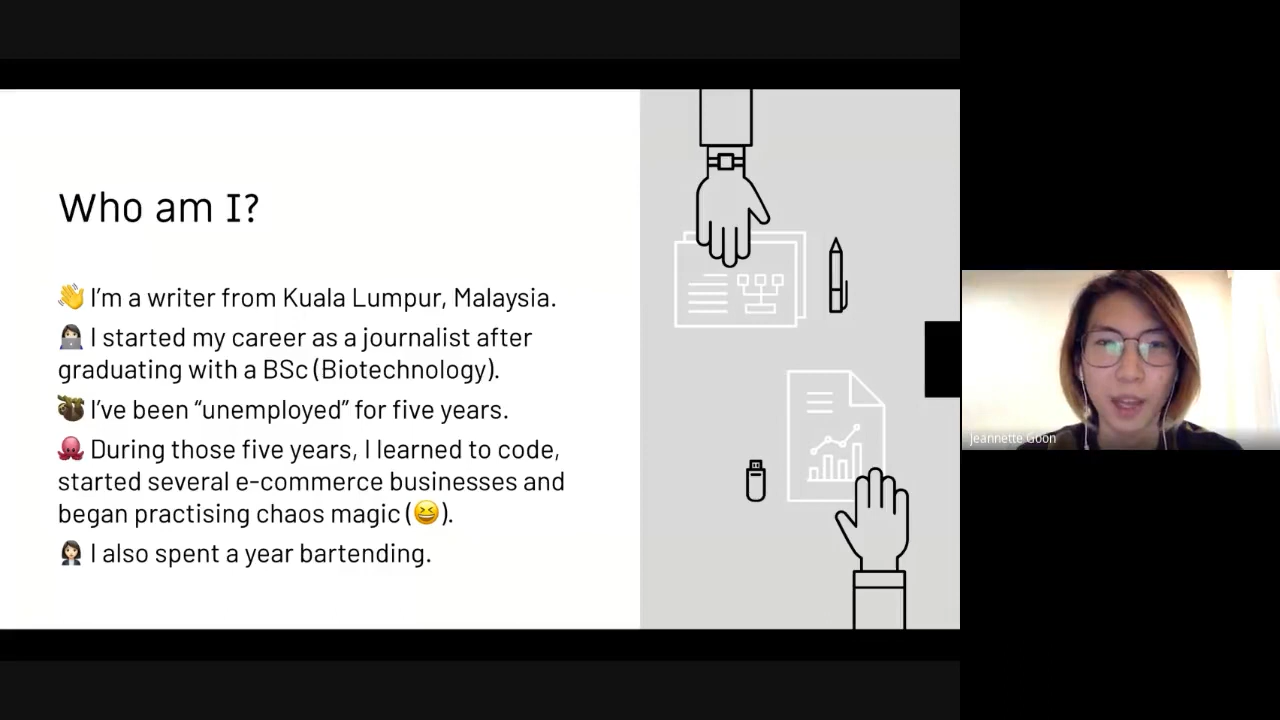 Who am I?
👋 I'm a writer from Kuala Lumpur, Malaysia.
👩🏻‍💻 I started my career as a journalist after
graduating with a BSc (Biotechnology).
🦥 I've been “unemployed” for five years.
🐙 During those five years, I learned to code,
started several e-commerce businesses and
began practising chaos magic (😆).
🤵🏻‍♀️ I also spent a year bartending.
Jeannette Goon